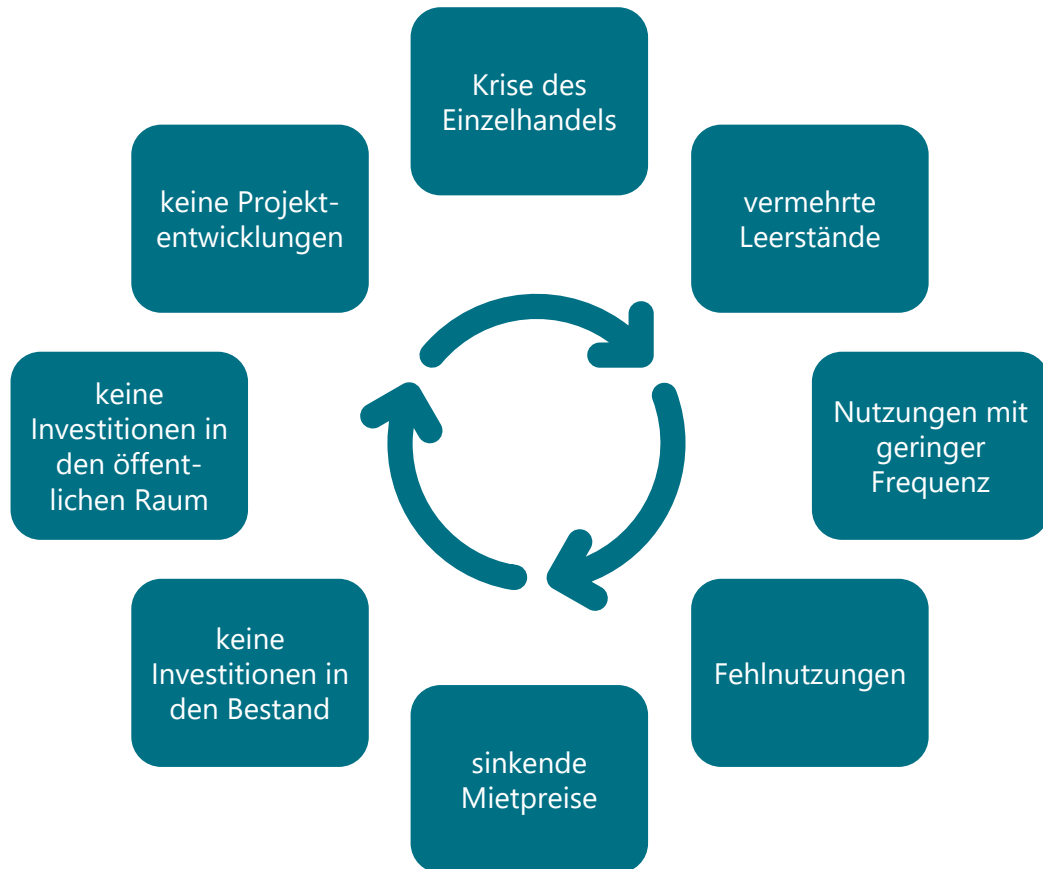 Krise des
Einzelhandels
vermehrte
Leerstände
Nutzungen mit
geringer
Frequenz
Fehlnutzungen
sinkende
Mietpreise
keine
Investitionen in
den Bestand
keine
Investitionen in
den öffent-
lichen Raum
keine Projekt-
entwicklungen